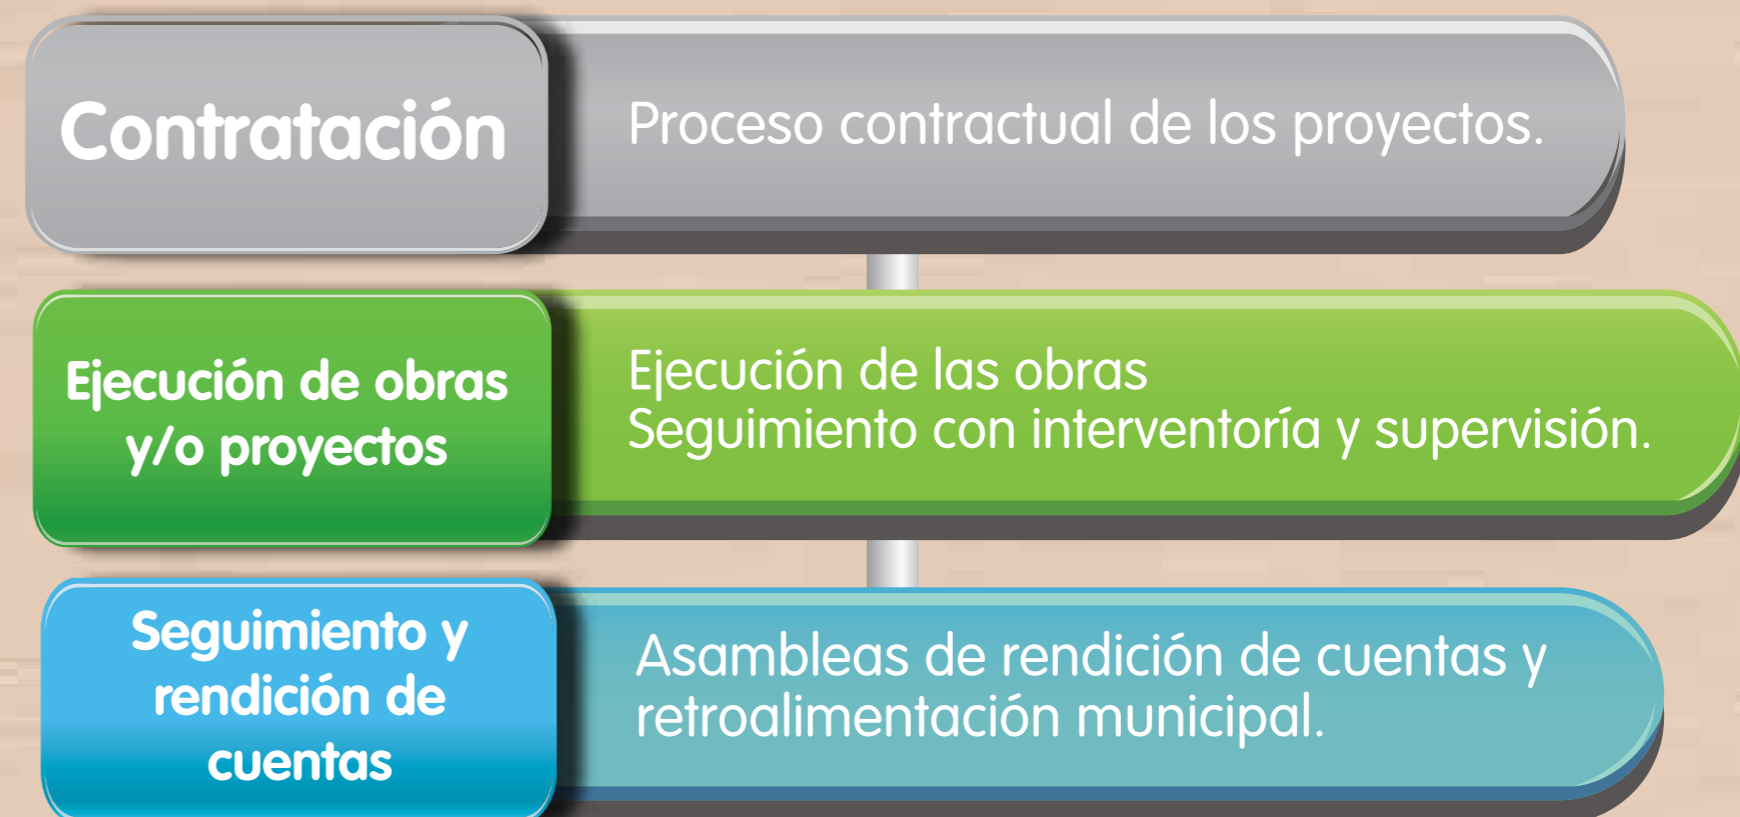 Contratación
Proceso contractual de los proyectos.
Ejecución de obras
y/o proyectos
Ejecución de las obras
Seguimiento con interventoría y supervisión.
Seguimiento y
rendición de
cuentas
Asambleas de rendición de cuentas y
retroalimentación municipal.